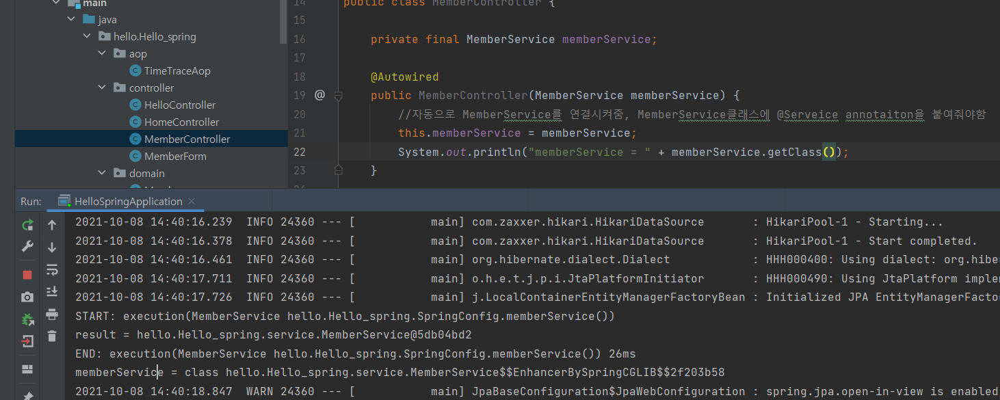 main
java
hello.Hello_spring
aop
TimeTraceAop
controller
HelloController
HomeController
MemberController
MemberForm
domain
14 public class MemberController {
15
16 private final MemberService memberService;
17
18 @Autowired
19 @ public MemberController(MemberService memberService) {
20 //자동으로 MemberService를 연결시켜줌, MemberService클래스에 @Serveice annotaiton을 붙여줘야함
21 this.memberService = memberService;
22 System.out.println("memberService = " + memberService.getClass());
23 }
Run: HelloSpringApplication
2021-10-08 14:40:16.239  INFO 24360 --- [           main] com.zaxxer.hikari.HikariDataSource       : HikariPool-1 - Starting...
2021-10-08 14:40:16.378  INFO 24360 --- [           main] com.zaxxer.hikari.HikariDataSource       : HikariPool-1 - Start completed.
2021-10-08 14:40:16.461  INFO 24360 --- [           main] org.hibernate.dialect.Dialect            : HHH000400: Using dialect: org.hibe
2021-10-08 14:40:17.711  INFO 24360 --- [           main] o.h.e.t.j.p.i.JtaPlatformInitiator       : HHH000490: Using JtaPlatform imple
2021-10-08 14:40:17.726  INFO 24360 --- [           main] j.LocalContainerEntityManagerFactoryBean : Initialized JPA EntityManagerFacto
START: execution(MemberService hello.Hello_spring.SpringConfig.memberService())
result = hello.Hello_spring.service.MemberService@5db04bd2
END: execution(MemberService hello.Hello_spring.SpringConfig.memberService()) 26ms
memberService = class hello.Hello_spring.service.MemberService$$EnhancerBySpringCGLIB$$2f203b58
2021-10-08 14:40:18.847  WARN 24360 --- [           main] JpaBaseConfiguration$JpaWebConfiguration : spring.jpa.open-in-view is enabled